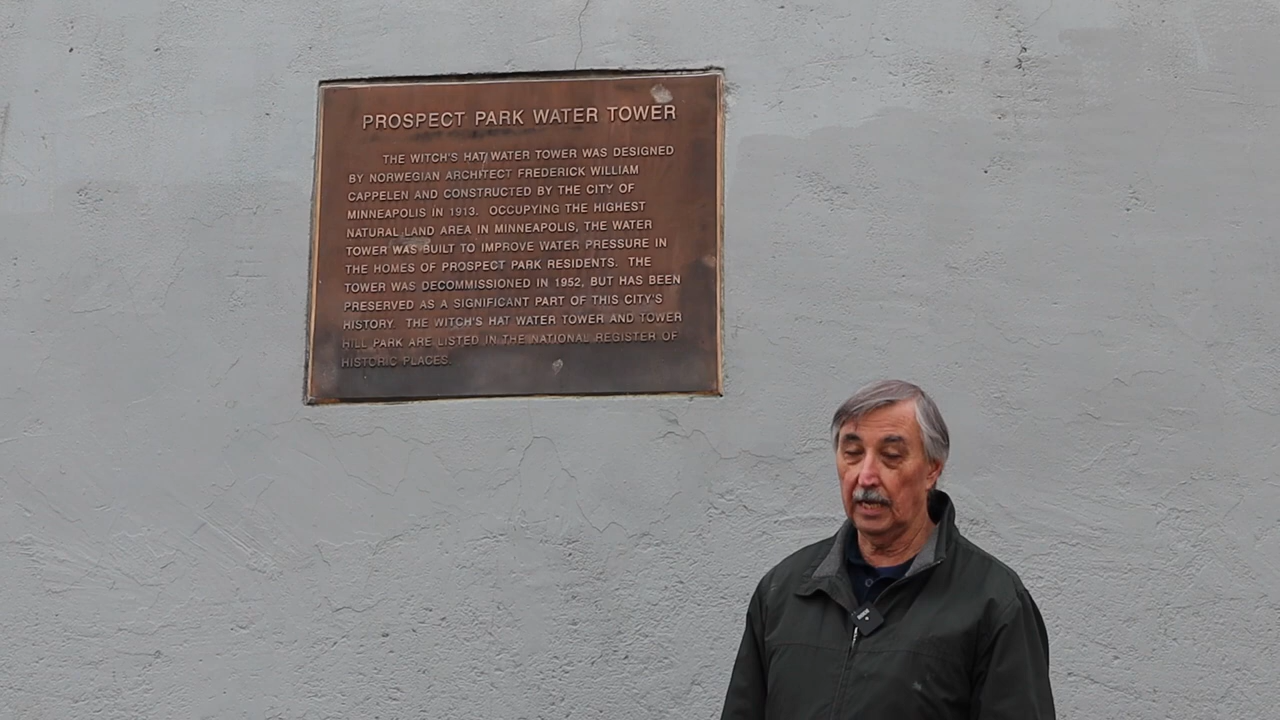 PROSPECT PARK WATER TOWER
THE WITCH'S HAT WATER TOWER WAS DESIGNED
BY NORWEGIAN ARCHITECT FREDERICK WILLIAM
CAPPELEN AND CONSTRUCTED BY THE CITY OF
MINNEAPOLIS IN 1913. OCCUPYING THE HIGHEST
NATURAL LAND AREA IN MINNEAPOLIS, THE WATER
TOWER WAS BUILT TO IMPROVE WATER PRESSURE IN
THE HOMES OF PROSPECT PARK RESIDENTS. THE
TOWER WAS DECOMMISSIONED IN 1952, BUT HAS BEEN
PRESERVED AS A SIGNIFICANT PART OF THIS CITY'S
HISTORY. THE WITCH'S HAT WATER TOWER AND TOWER
HILL PARK ARE LISTED IN THE NATIONAL REGISTER OF
HISTORIC PLACES.